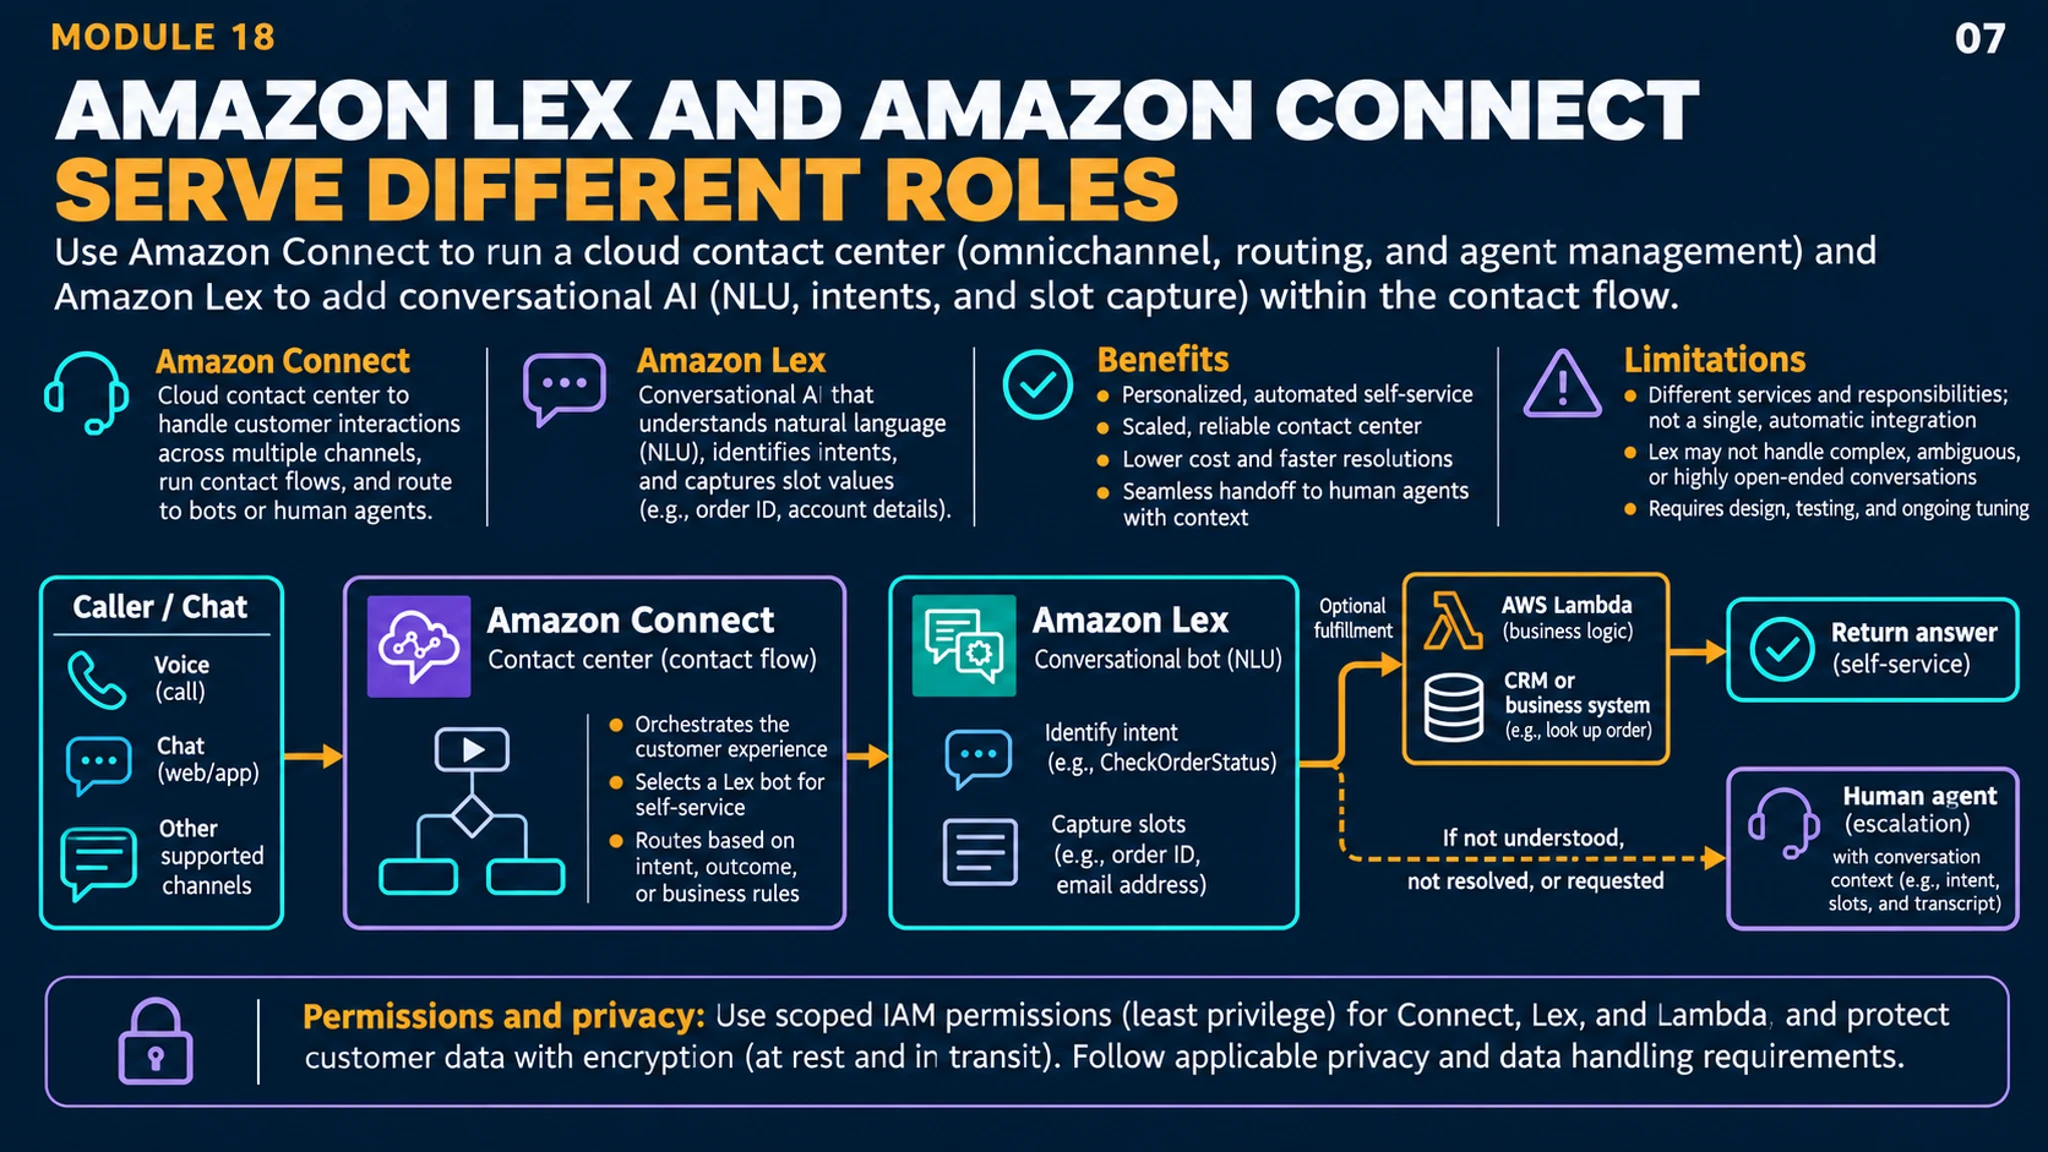 MODULE 18
07
AMAZON LEX AND AMAZON CONNECT
SERVE DIFFERENT ROLES
Use Amazon Connect to run a cloud contact center (omnicchannel, routing, and agent management) and
Amazon Lex to add conversational AI (NLU, intents, and slot capture) within the contact flow.
Amazon Connect
Cloud contact center to
handle customer interactions
across multiple channels,
run contact flows, and route
to bots or human agents.
Amazon Lex
Conversational AI that
understands natural language
(NLU), identifies intents,
and captures slot values
(e.g., order ID, account details).
Benefits
Personalized, automated self-service
Scaled, reliable contact center
Lower cost and faster resolutions
Seamless handoff to human agents
with context
Limitations
Different services and responsibilities;
not a single, automatic integration
Lex may not handle complex, ambiguous,
or highly open-ended conversations
Requires design, testing, and ongoing tuning
Caller / Chat
Voice
(call)
Chat
(web/app)
Other
supported
channels
Amazon Connect
Contact center (contact flow)
Orchestrates the
customer experience
Selects a Lex bot for
self-service
Routes based on
intent, outcome,
or business rules
Amazon Lex
Conversational bot (NLU)
Identify intent
(e.g., CheckOrderStatus)
Capture slots
(e.g., order ID,
email address)
Optional
fulfillment
AWS Lambda
(business logic)
CRM or
business system
(e.g., look up order)
Return answer
(self-service)
If not understood,
not resolved, or requested
Human agent
(escalation)
with conversation
context (e.g., intent,
slots, and transcript)
Permissions and privacy: Use scoped IAM permissions (least privilege) for Connect, Lex, and Lambda, and protect
customer data with encryption (at rest and in transit). Follow applicable privacy and data handling requirements.